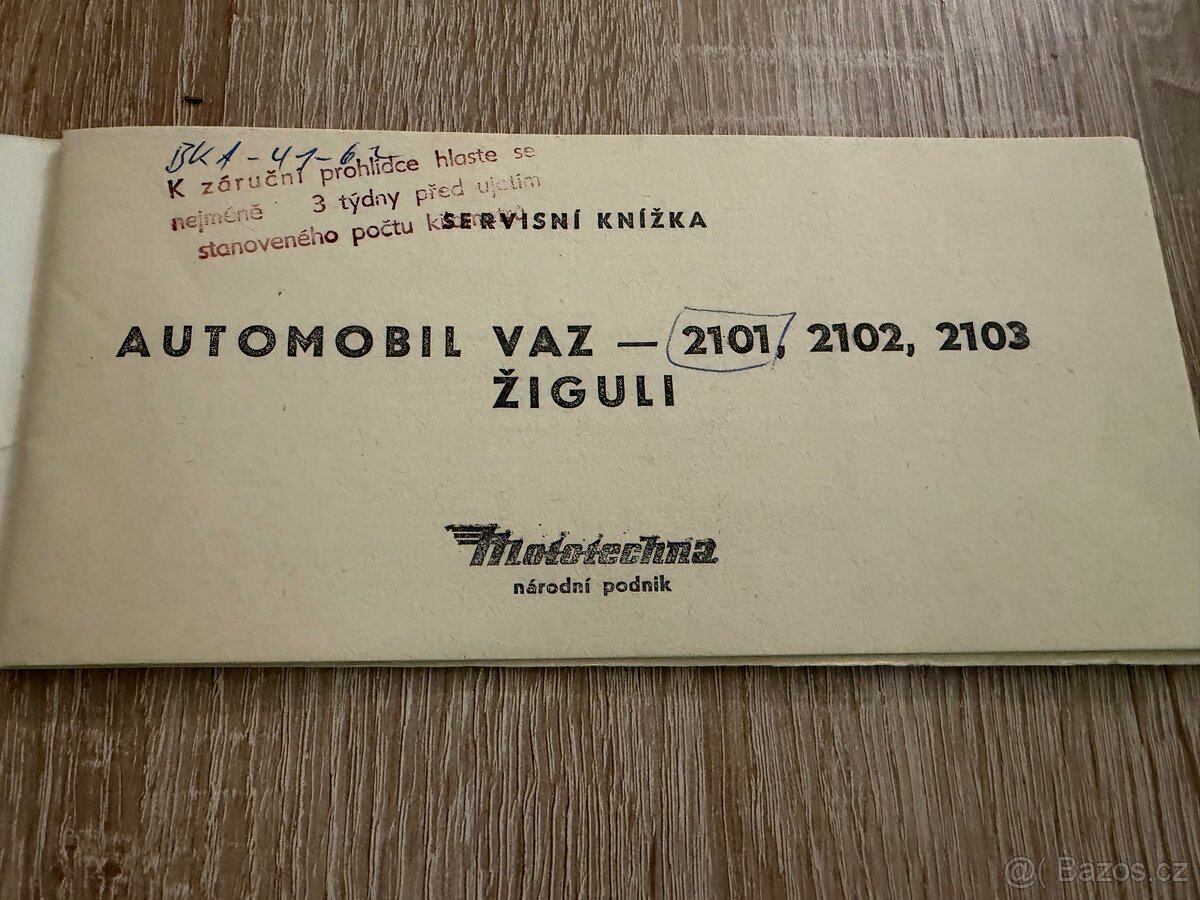 BKA-41-62
K záruční prohlídce hlaste se
nejméně 3 týdny před ujetím
stanoveného počtu
SERVISNÍ KNÍŽKA
AUTOMOBIL VAZ — 2101, 2102, 2103
ŽIGULI
Mototechna
národní podnik
@( Bazos.cz